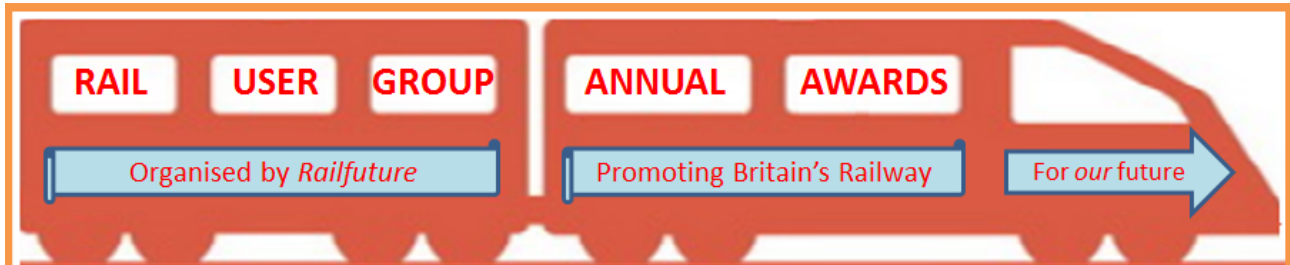 RAIL USER GROUP ANNUAL AWARDS
Organised by Railfuture
Promoting Britain's Railway
For our future